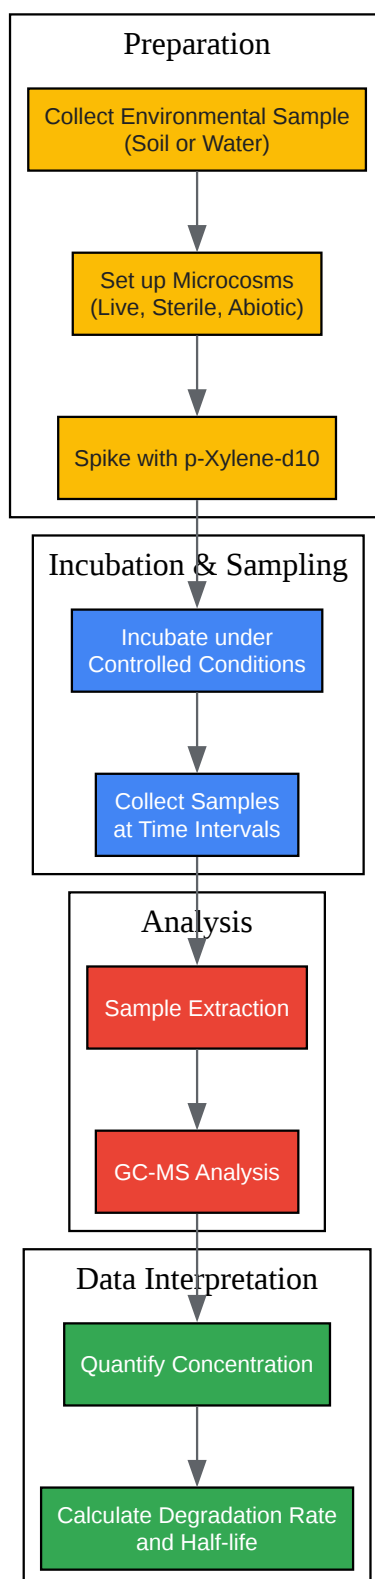 Preparation
Collect Environmental Sample
(Soil or Water)
Set up Microcosms
(Live, Sterile, Abiotic)
Spike with p-Xylene-d10
Incubation & Sampling
Incubate under
Controlled Conditions
Collect Samples
at Time Intervals
Analysis
Sample Extraction
GC-MS Analysis
Data Interpretation
Quantify Concentration
Calculate Degradation Rate
and Half-life